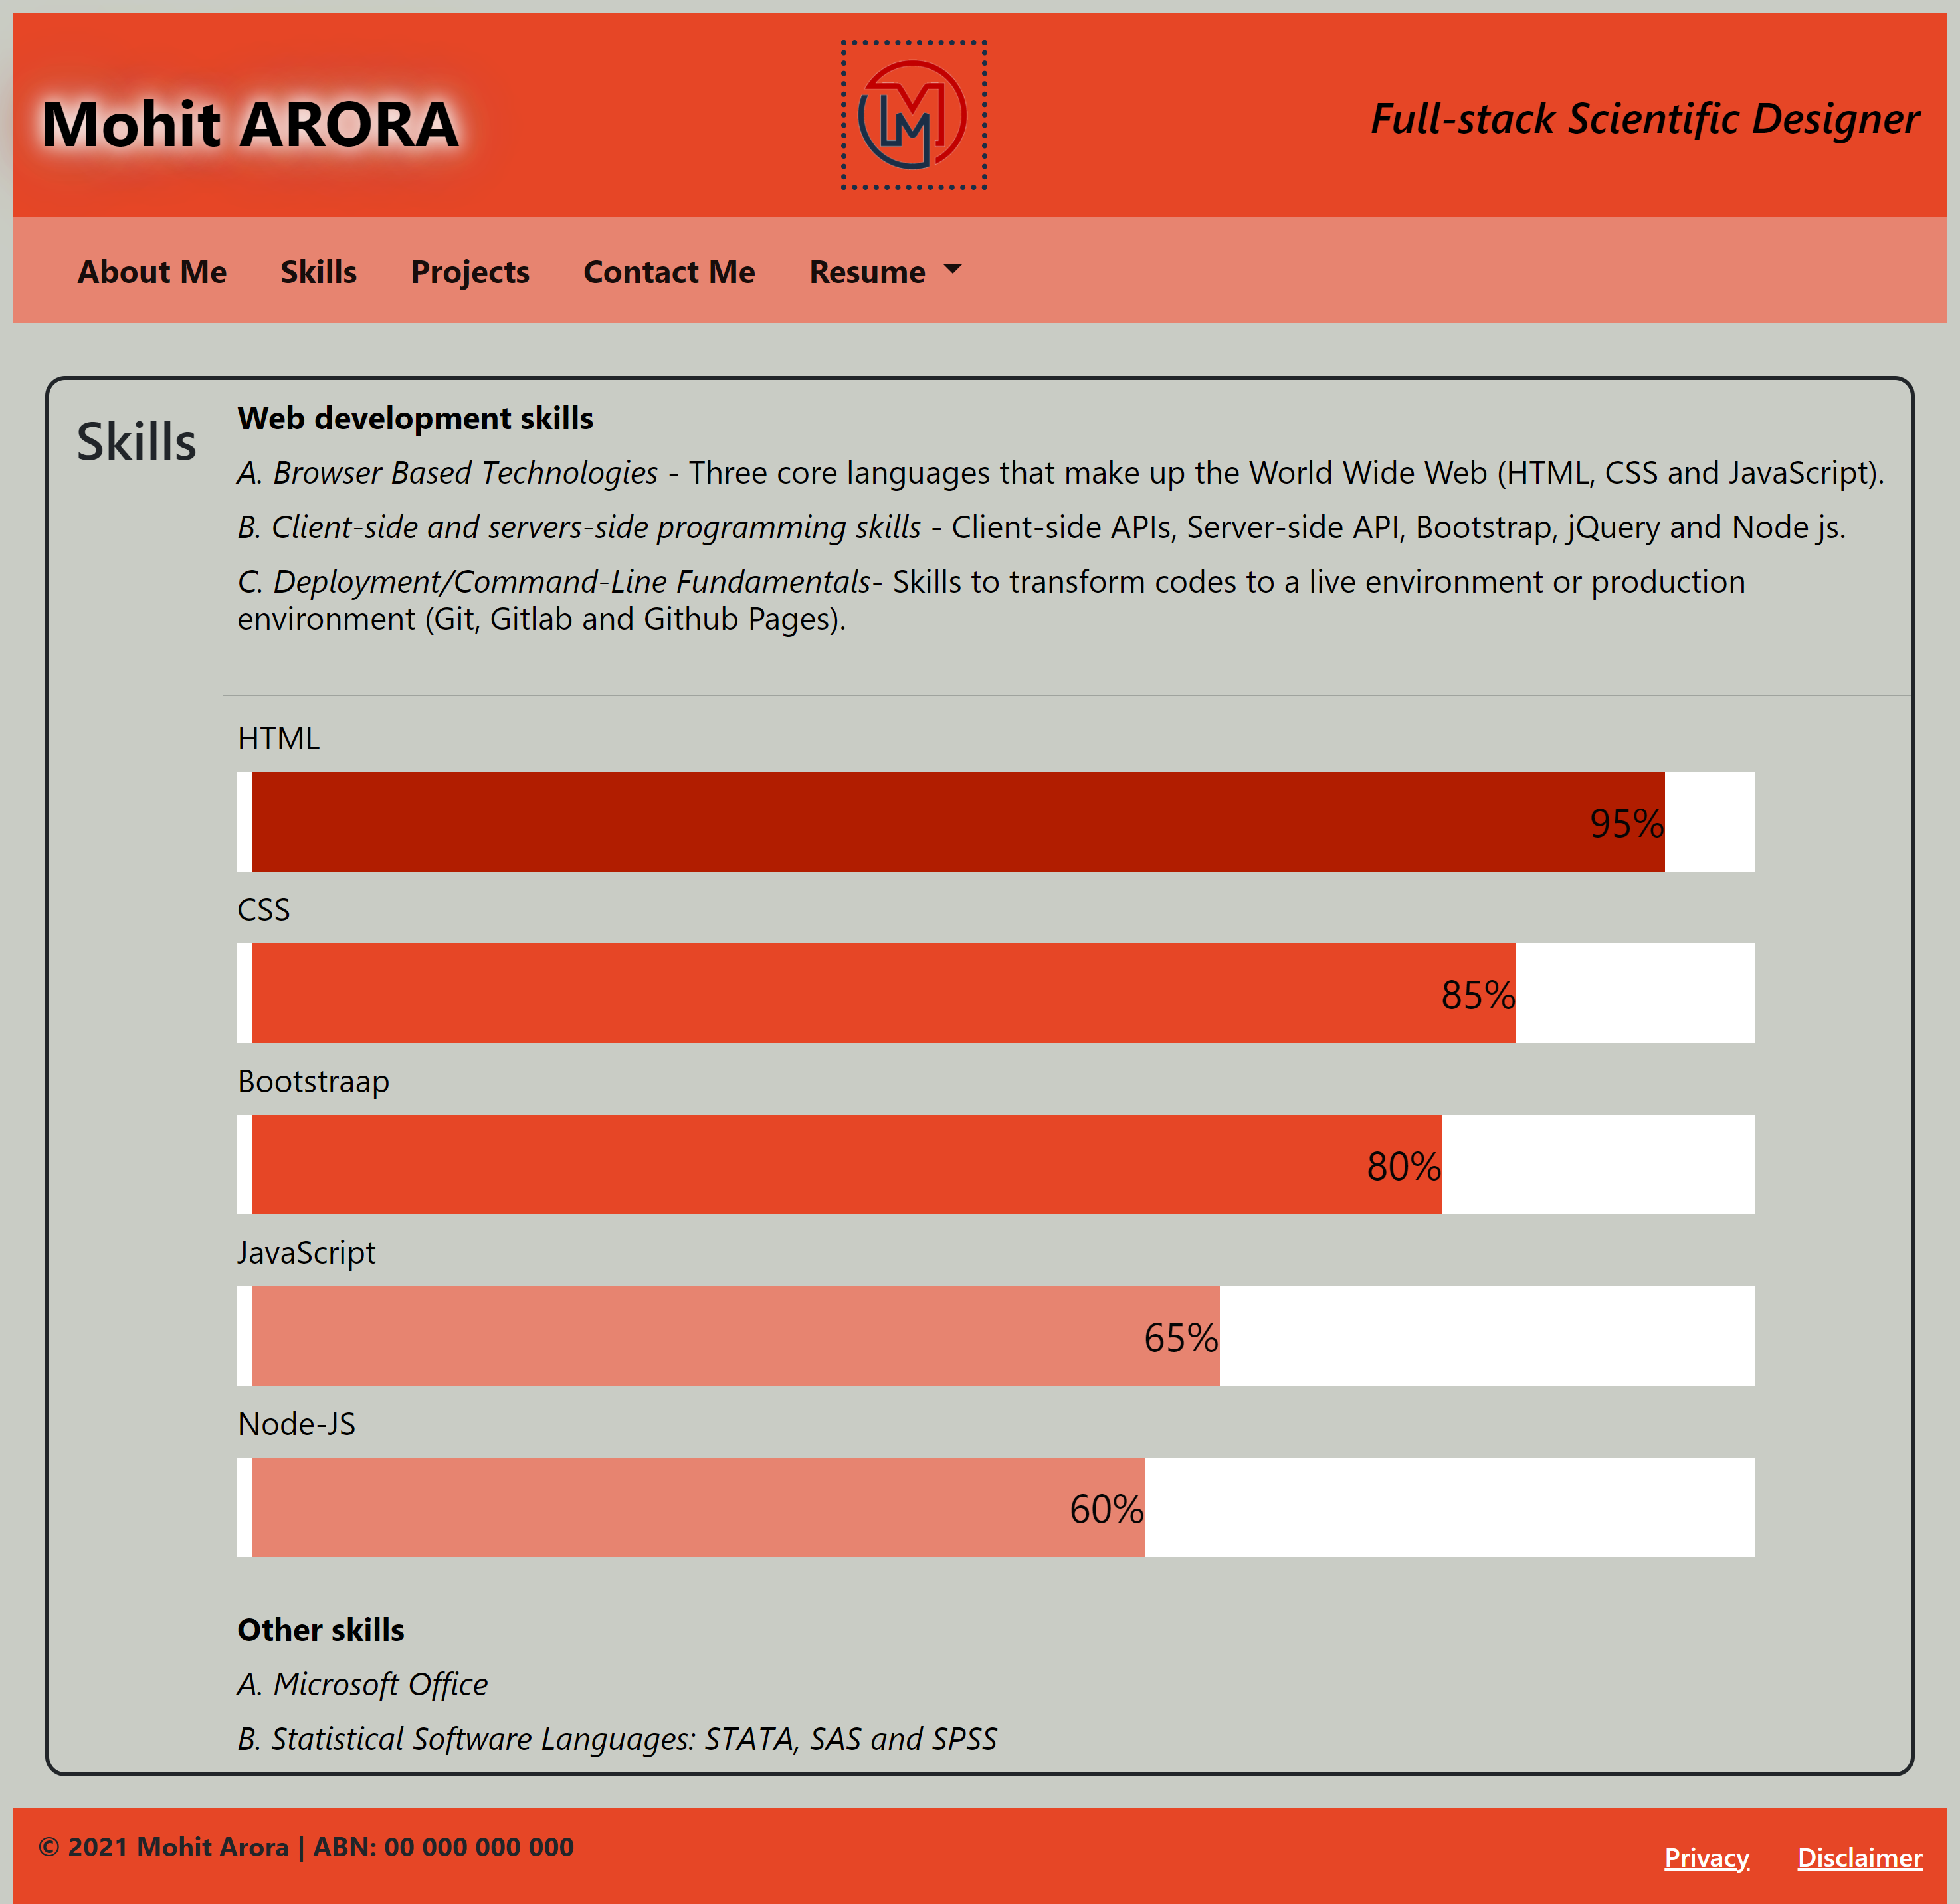 Mohit ARORA
M
M
Full-stack Scientific Designer
About Me Skills Projects Contact Me Resume
Skills
Web development skills
A. Browser Based Technologies - Three core languages that make up the World Wide Web (HTML, CSS and JavaScript).
B. Client-side and servers-side programming skills - Client-side APIs, Server-side API, Bootstrap, jQuery and Node js.
C. Deployment/Command-Line Fundamentals- Skills to transform codes to a live environment or production
environment (Git, Gitlab and Github Pages).
HTML
95%
CSS
85%
Bootstraap
80%
JavaScript
65%
Node-JS
60%
Other skills
A. Microsoft Office
B. Statistical Software Languages: STATA, SAS and SPSS
© 2021 Mohit Arora | ABN: 00 000 000 000
Privacy Disclaimer